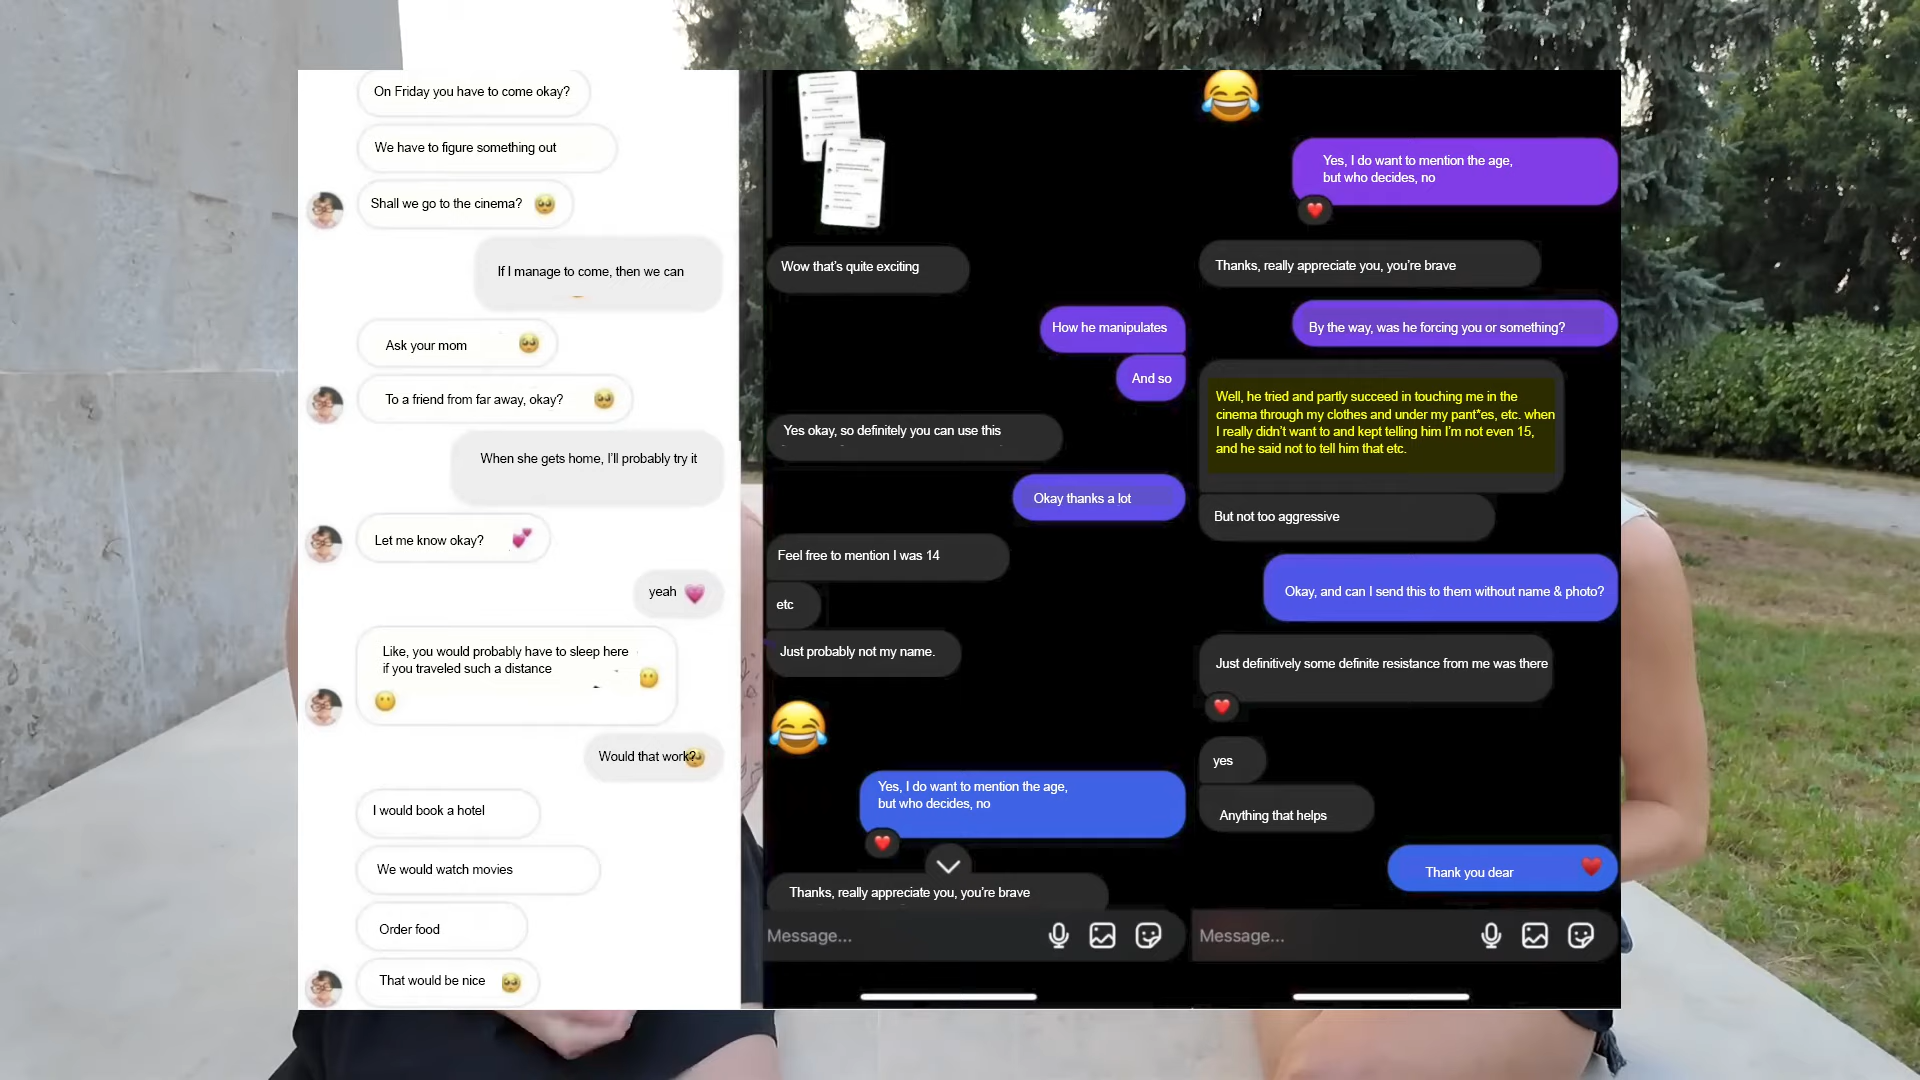 On Friday you have to come okay?
We have to figure something out
Shall we go to the cinema?
If I manage to come, then we can
Ask your mom
To a friend from far away, okay?
When she gets home, I'll probably try it
Let me know okay?
yeah
Like, you would probably have to sleep here
if you traveled such a distance
Would that work?
I would book a hotel
We would watch movies
Order food
That would be nice
Wow that's quite exciting
How he manipulates
And so
Yes okay, so definitely you can use this
Okay thanks a lot
Feel free to mention I was 14
etc
Just probably not my name.
Yes, I do want to mention the age,
but who decides, no
Thanks, really appreciate you, you're brave
Message...
Yes, I do want to mention the age,
but who decides, no
Thanks, really appreciate you, you're brave
By the way, was he forcing you or something?
Well, he tried and partly succeed in touching me in the
cinema through my clothes and under my pant*es, etc. when
I really didn't want to and kept telling him I'm not even 15,
and he said not to tell him that etc.
But not too aggressive
Okay, and can I send this to them without name & photo?
Just definitively some definite resistance from me was there
yes
Anything that helps
Thank you dear
Message...